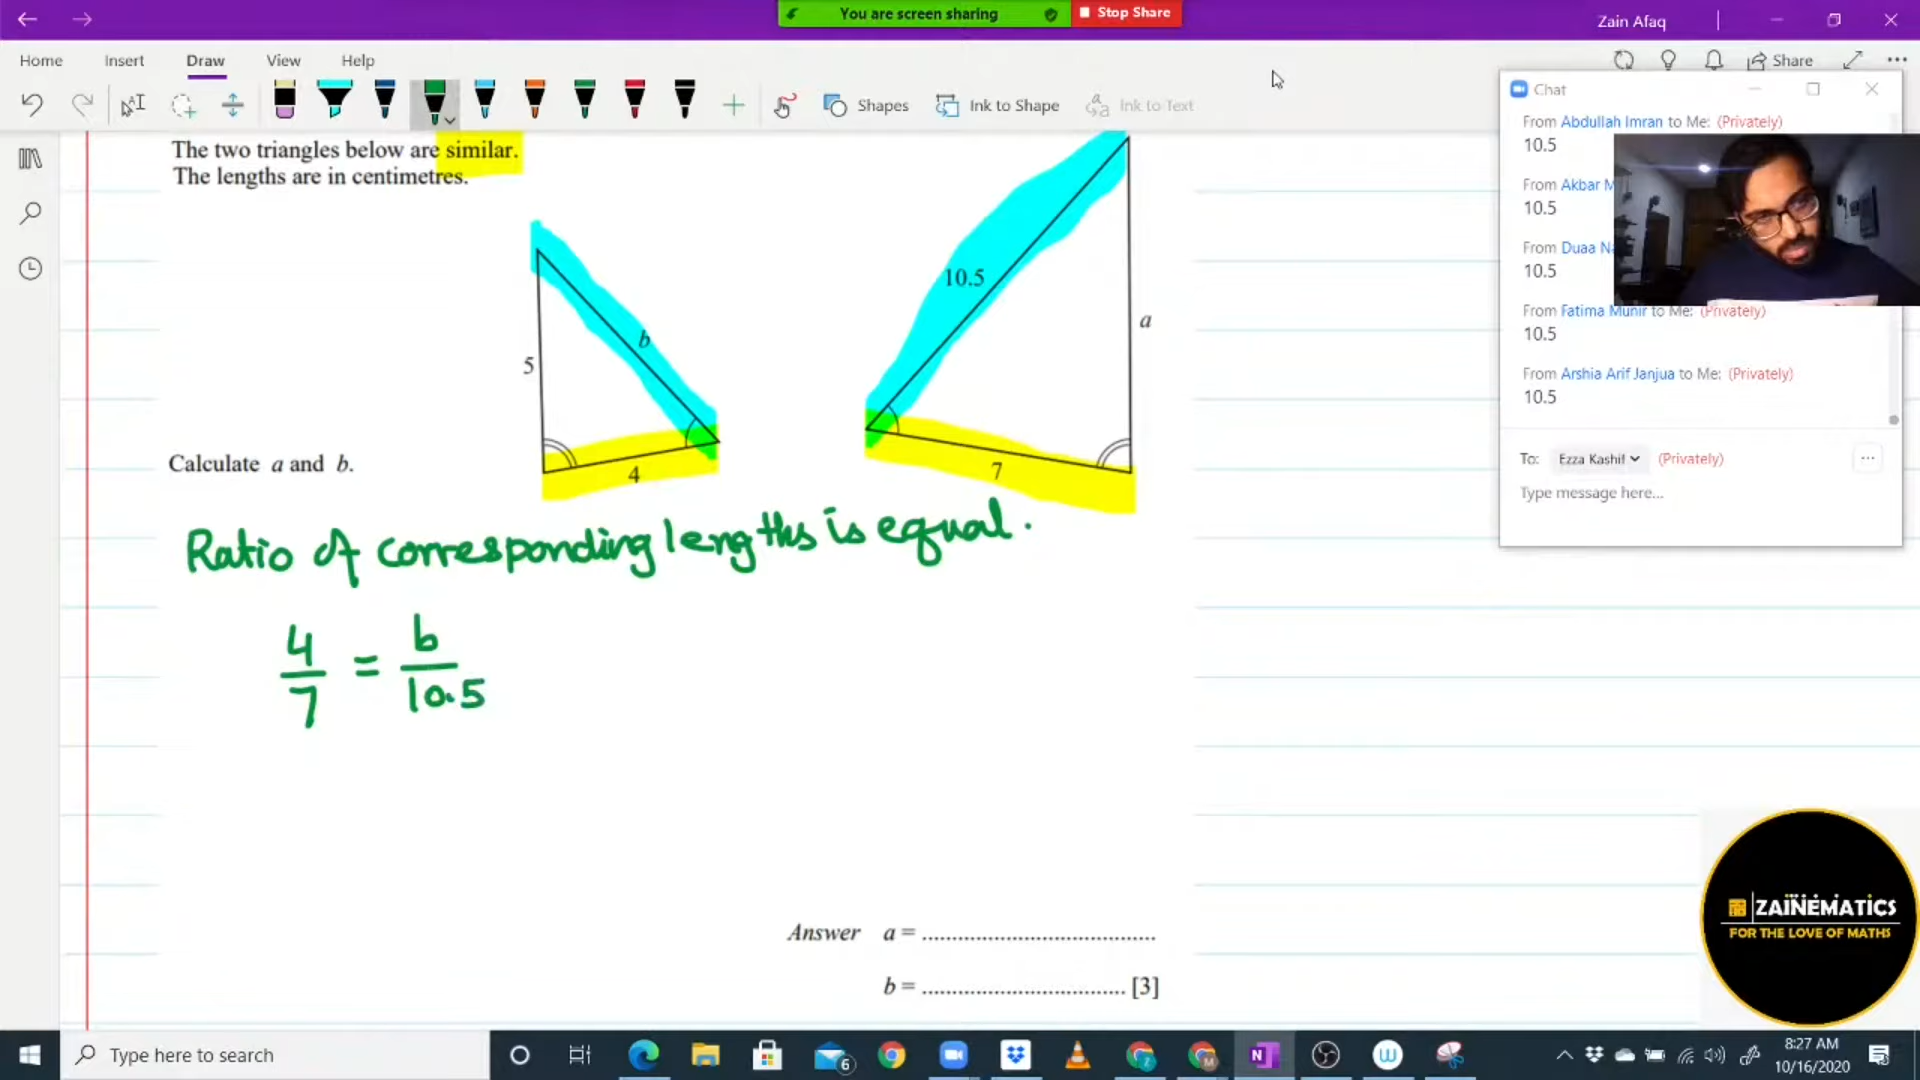 You are screen sharing
Stop Share
Zain Afaq
Home
Insert
Draw
View
Help
Share
Shapes
Ink to Shape
Ink to Text
The two triangles below are similar.
The lengths are in centimetres.
5
b
4
10.5
a
7
Calculate a and b.
Ratio of corresponding lengths is equal.
4/7 = b/10.5
Answer a = ........................................
b = ................................... [3]
Chat
From Abdullah Imran to Me: (Privately)
10.5
From Akbar M
10.5
From Duaa Na
10.5
From Fatima Munir to Me: (Privately)
10.5
From Arshia Arif Janjua to Me: (Privately)
10.5
To: Ezza Kashif (Privately)
Type message here...
ZAINEMATICS
FOR THE LOVE OF MATHS
Type here to search
6
8:27 AM
10/16/2020